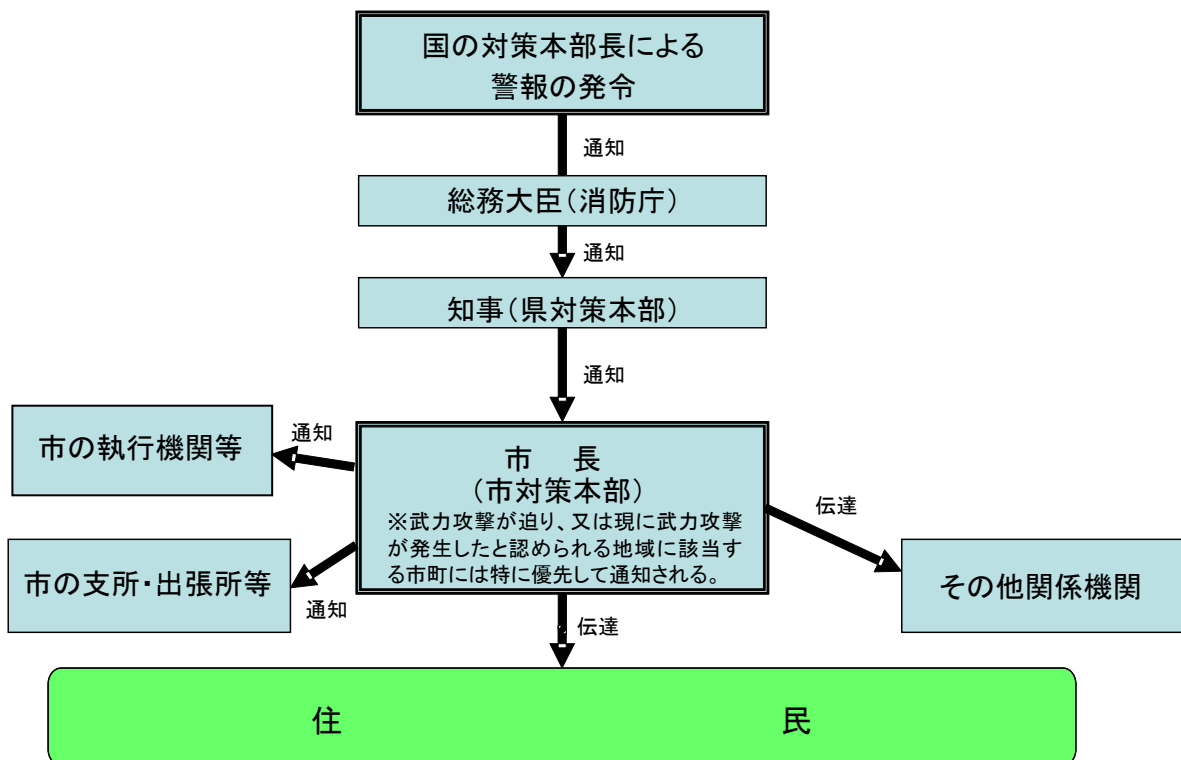 国の対策本部長による
警報の発令
通知
総務大臣（消防庁）
通知
知事（県対策本部）
通知
市の執行機関等
通知
市　長
（市対策本部）
※武力攻撃が迫り、又は現に武力攻撃
が発生したと認められる地域に該当す
る市町には特に優先して通知される。
伝達
市の支所・出張所等
通知
その他関係機関
伝達
住　民